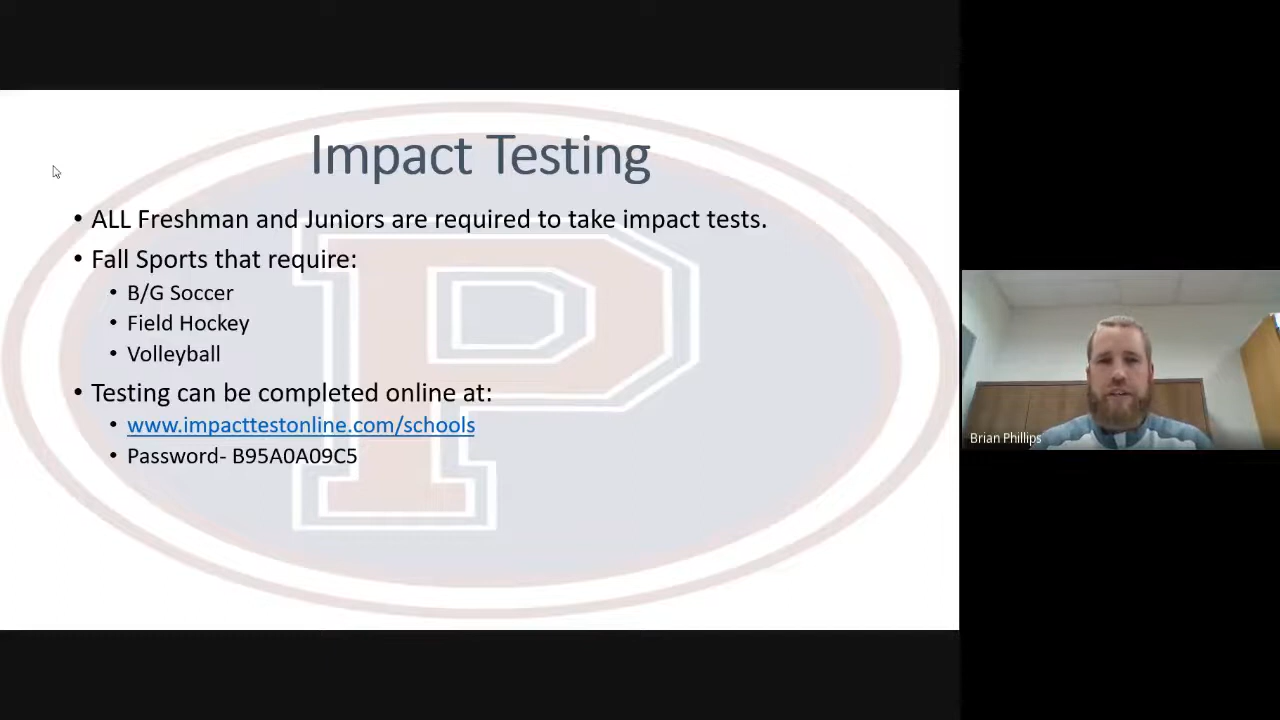 Impact Testing
• ALL Freshman and Juniors are required to take impact tests.
• Fall Sports that require:
• B/G Soccer
• Field Hockey
• Volleyball
• Testing can be completed online at:
• www.impacttestonline.com/schools
• Password- B95A0A09C5
P
Brian Phillips